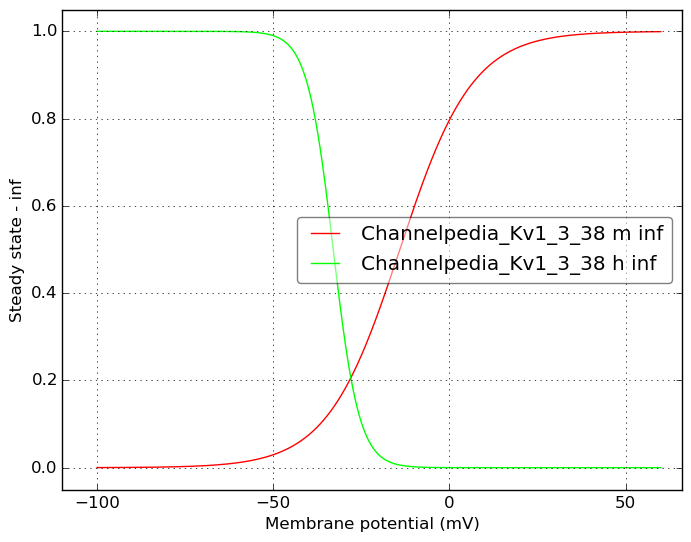 1.0
0.8
0.6
0.4
0.2
0.0
Steady state - inf
Channelpedia_Kv1_3_38 m inf
Channelpedia_Kv1_3_38 h inf
−100
−50
0
50
Membrane potential (mV)